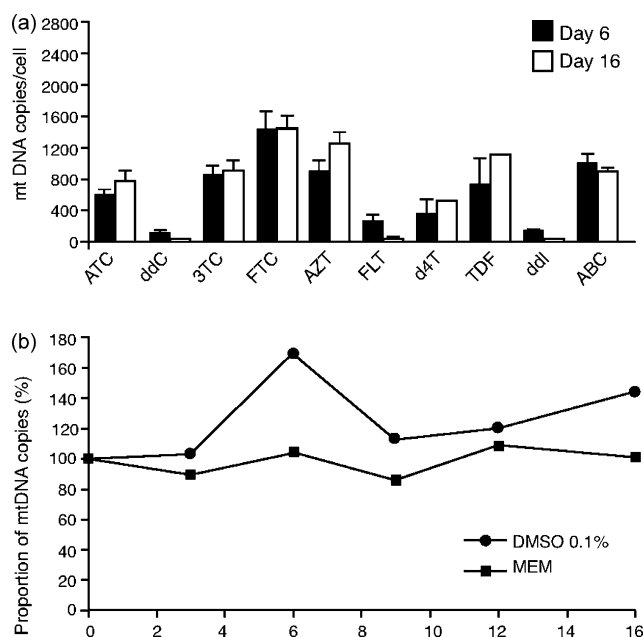 (a)
mt DNA copies/cell
2800
2400
2000
1600
1200
800
400
0
Day 6
Day 16
ATC ddC 3TC FTC AZT FLT d4T TDF ddI ABC
(b)
Proportion of mtDNA copies (%)
180
160
140
120
100
80
60
40
20
0
DMSO 0.1%
MEM
0 2 4 6 8 10 12 14 16